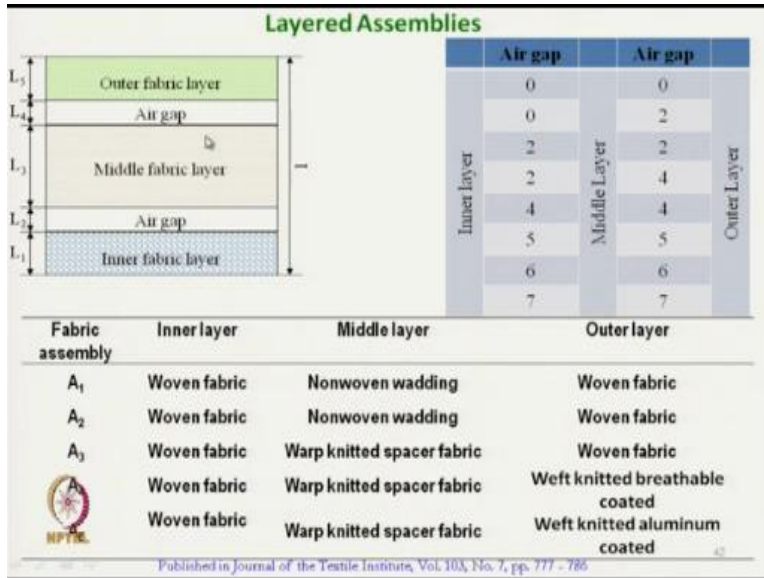 Layered Assemblies
L5
Outer fabric layer
L4
Air gap
L3
Middle fabric layer
L2
Air gap
L1
Inner fabric layer
Air gap Air gap
Inner layer
Middle Layer
Outer Layer
0 0
0 2
2 2
2 4
4 4
5 5
6 6
7 7
Fabric assembly Inner layer Middle layer Outer layer
A1 Woven fabric Nonwoven wadding Woven fabric
A2 Woven fabric Nonwoven wadding Woven fabric
A3 Woven fabric Warp knitted spacer fabric Woven fabric
Woven fabric Warp knitted spacer fabric Weft knitted breathable coated
Woven fabric Warp knitted spacer fabric Weft knitted aluminum coated
NPTEL
Published in Journal of the Textile Institute, Vol. 103, No. 7, pp. 777 - 786
42